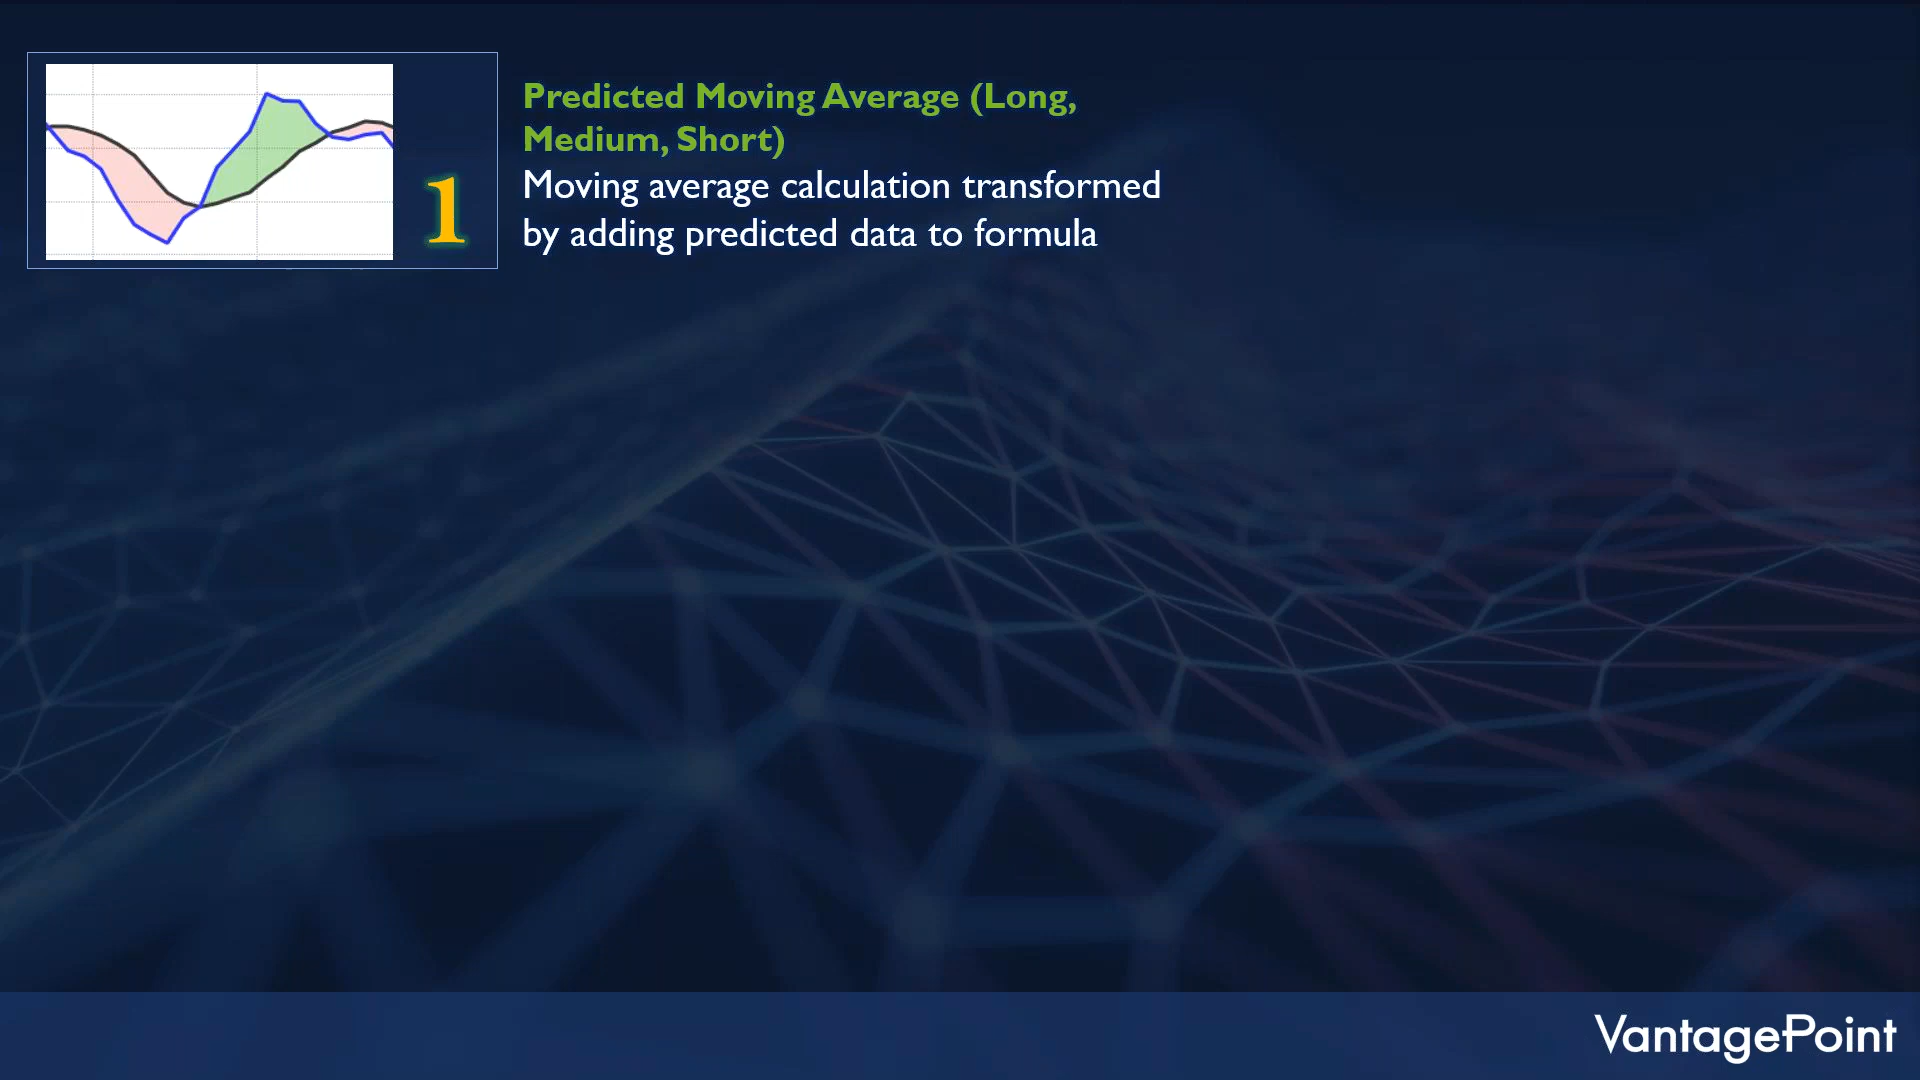 1
Predicted Moving Average (Long,
Medium, Short)
Moving average calculation transformed
by adding predicted data to formula
VantagePoint